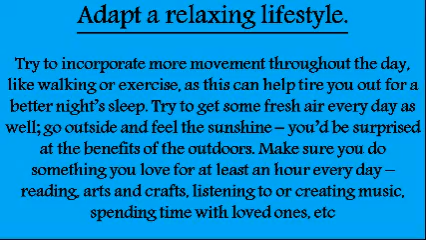 Adapt a relaxing lifestyle.
Try to incorporate more movement throughout the day,
like walking or exercise, as this can help tire you out for a
better night's sleep. Try to get some fresh air every day as
well; go outside and feel the sunshine – you'd be surprised
at the benefits of the outdoors. Make sure you do
something you love for at least an hour every day –
reading, arts and crafts, listening to or creating music,
spending time with loved ones, etc